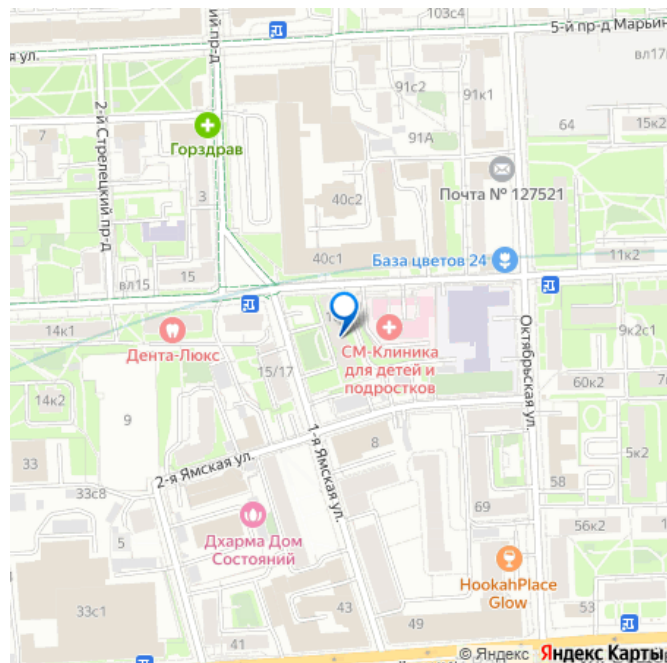 103с4
5-й пр-д Марьин
ий пр-д
я ул.
91с2
91к1
вл17
2-й Стрелецкий пр-д
64
15к2
7
Горздрав
91А
3
40с2
Почта № 127521
40с1
База цветов 24
11к2
вл15
15
14к1
Дента-Люкс
СМ-Клиника
для детей и
подростков
Октябрьская ул.
9к2с1
15/17
60к2
7
14к2
9
1-я Ямская ул.
2-я Ямская ул.
8
33
33с8
5к2
58
69
5
Дхарма Дом
Состояний
56к2
HookahPlace
Glow
33с1
43
49
53
41
© Яндекс Яндекс Карты